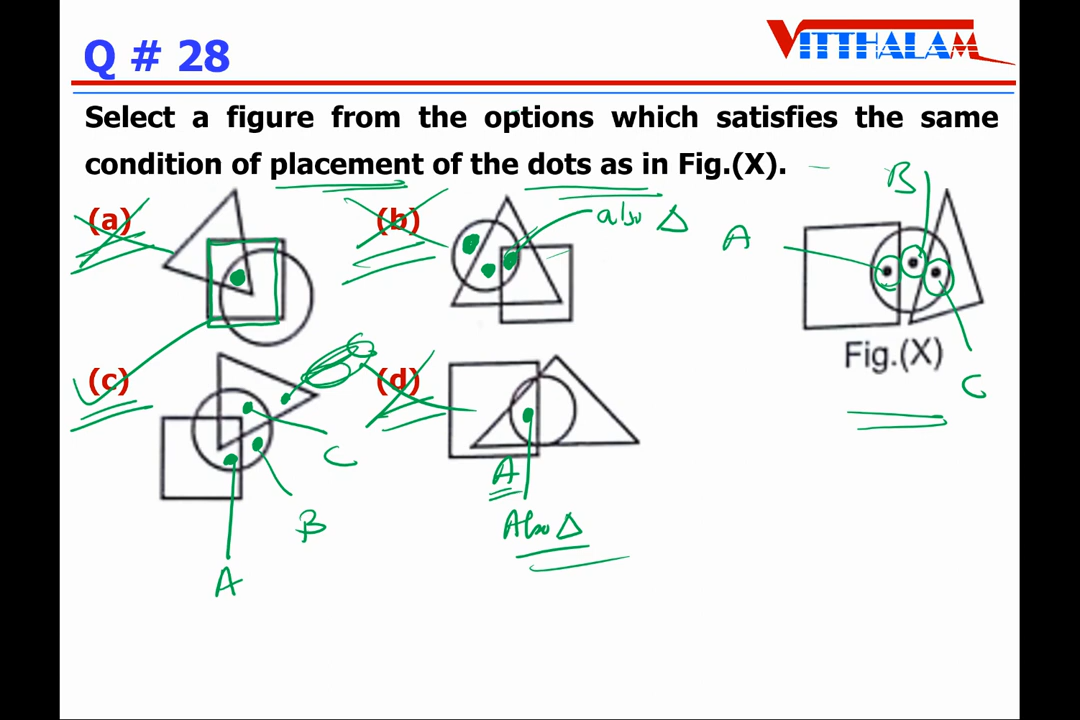 Q # 28
VITTHALAM
Select a figure from the options which satisfies the same
condition of placement of the dots as in Fig.(X).
(a)
(b)
also Δ
B
A
C
Fig.(X)
(c)
(d)
C
B
A
A
Also Δ